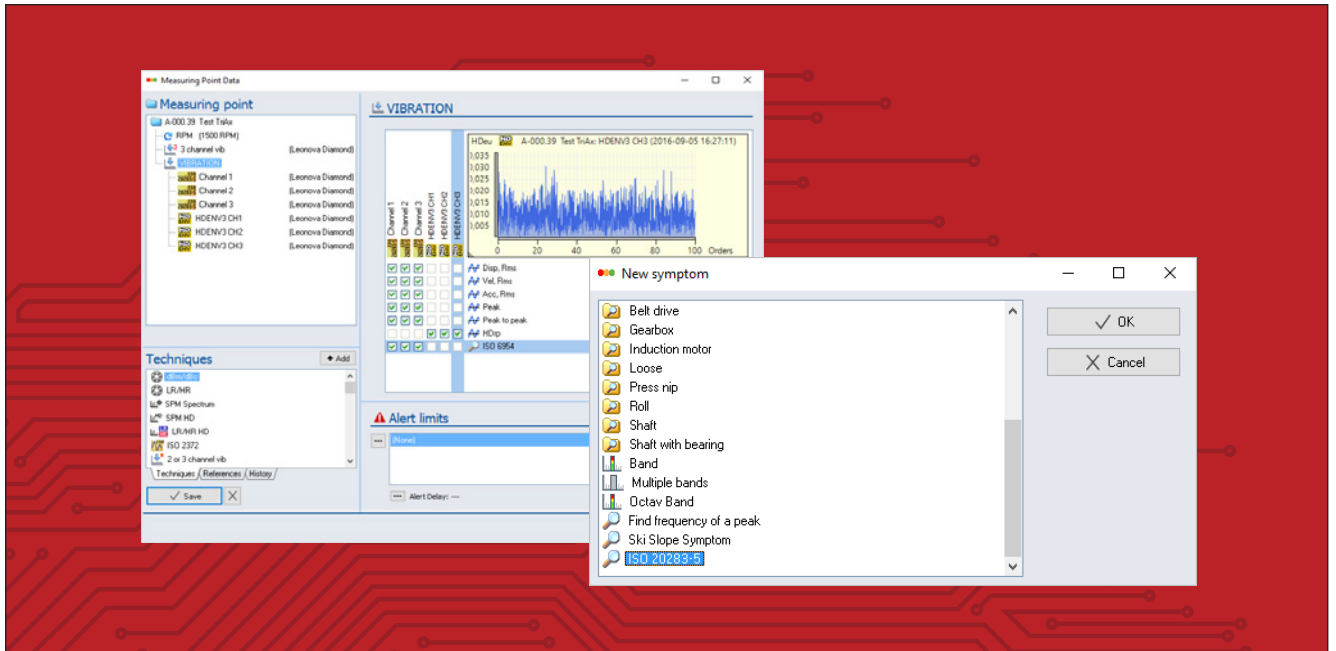 Measuring Point Data
Measuring point
A-000.39 Test TriAx
RPM (1500 RPM)
3 channel vib (Leonova Diamond)
VIBRATION
Channel 1 (Leonova Diamond)
Channel 2 (Leonova Diamond)
Channel 3 (Leonova Diamond)
HDENV3 CH1 (Leonova Diamond)
HDENV3 CH2 (Leonova Diamond)
HDENV3 CH3 (Leonova Diamond)
Techniques
Add
dBm/dBc
LR/HR
SPM Spectrum
SPM HD
LR/HR HD
ISO 2372
2 or 3 channel vib
Techniques References History
Save
VIBRATION
Channel 1
Channel 2
Channel 3
HDENV3 CH1
HDENV3 CH2
HDENV3 CH3
HDeu A-000.39 Test TriAx: HDENV3 CH3 (2016-09-05 16:27:11)
0,035
0,030
0,025
0,020
0,015
0,010
0,005
0 20 40 60 80 100 Orders
Disp, Rms
Vel, Rms
Acc, Rms
Peak
Peak to peak
HDrp
ISO 6954
Alert limits
(None)
Alert Delay: ---
New symptom
Belt drive
Gearbox
Induction motor
Loose
Press nip
Roll
Shaft
Shaft with bearing
Band
Multiple bands
Octav Band
Find frequency of a peak
Ski Slope Symptom
ISO 20283-5
OK
Cancel